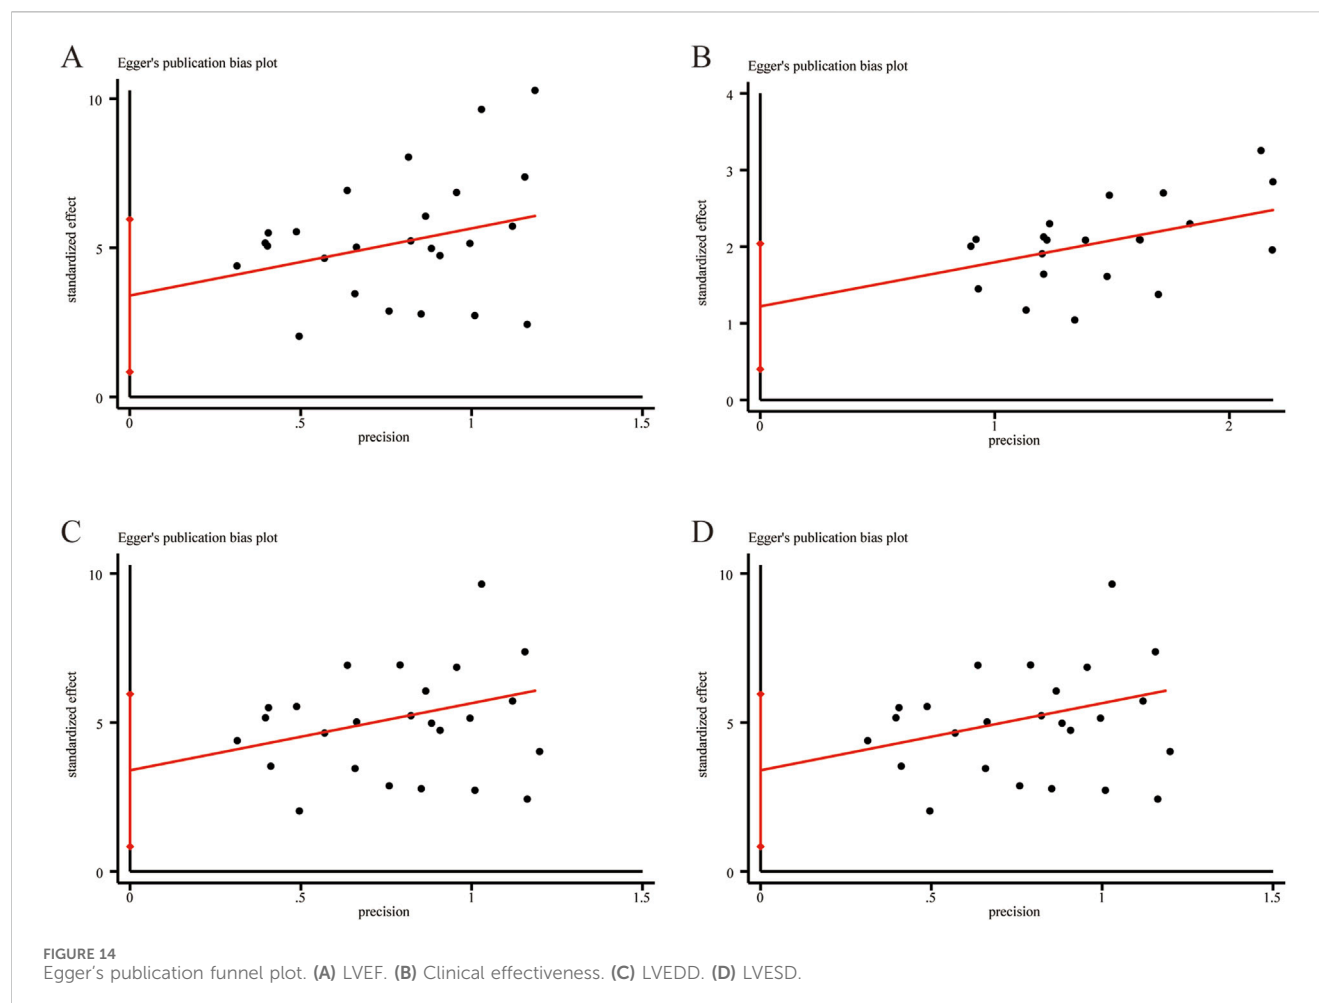 A
Egger's publication bias plot
10
5
0
standardized effect
0
.5
1
1.5
precision
B
Egger's publication bias plot
4
3
2
1
0
standardized effect
0
1
2
precision
C
Egger's publication bias plot
10
5
0
standardized effect
0
.5
1
1.5
precision
D
Egger's publication bias plot
10
5
0
standardized effect
0
.5
1
1.5
precision
FIGURE 14
Egger's publication funnel plot. (A) LVEF. (B) Clinical effectiveness. (C) LVEDD. (D) LVESD.